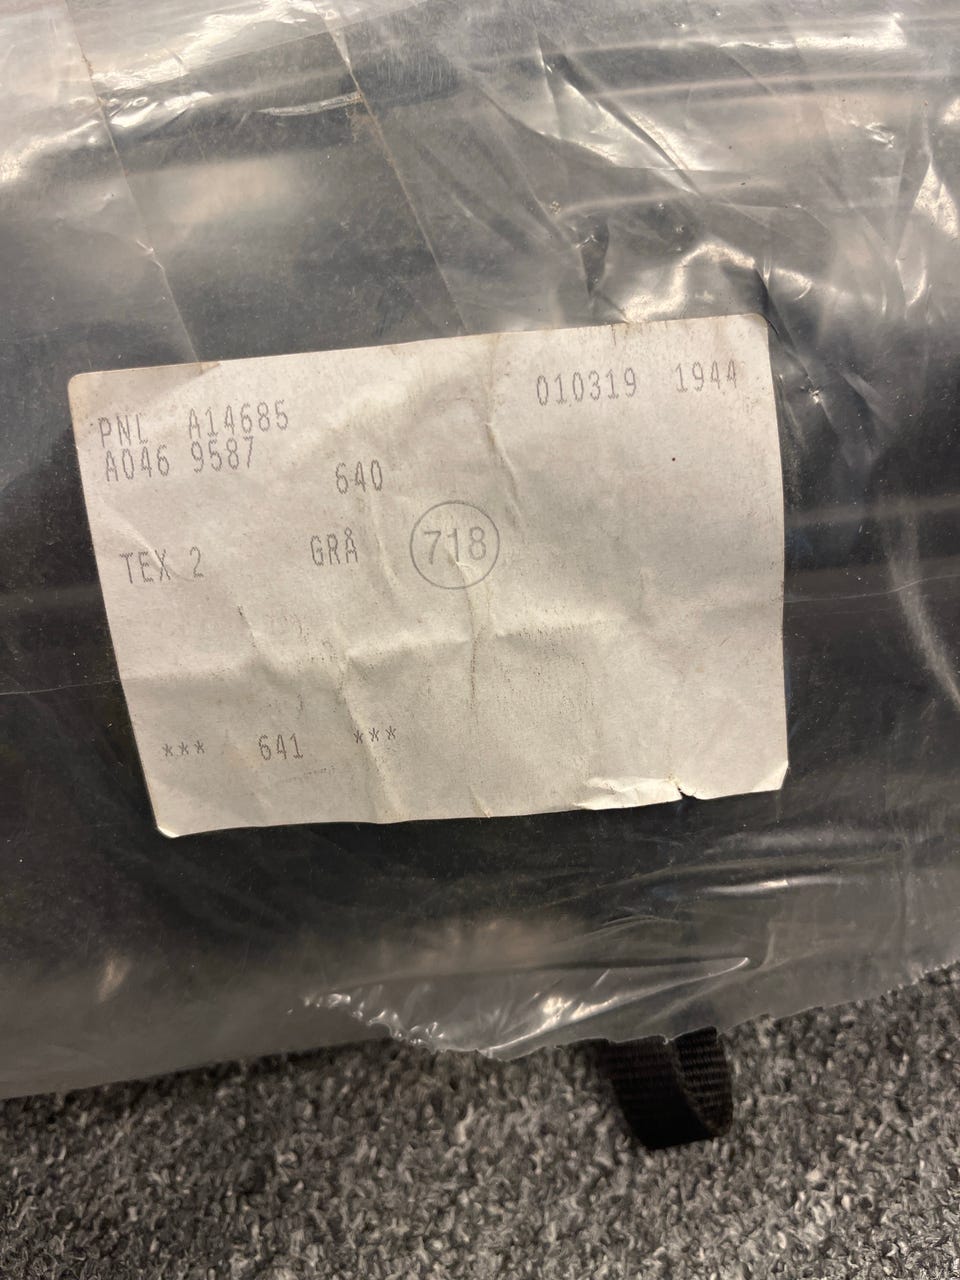 PNL A14685 010319 1944
A046 9587
640
TEX 2 GRÅ 718
*** 641 ***